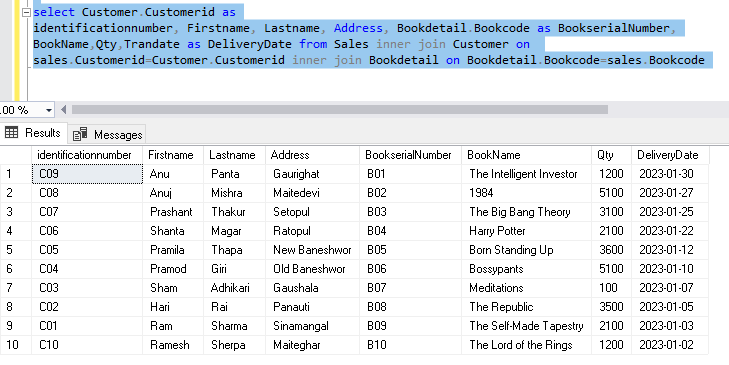 select Customer.Customerid as
identificationnumber, Firstname, Lastname, Address, Bookdetail.Bookcode as BookserialNumber,
BookName,Qty,Trandate as DeliveryDate from Sales inner join Customer on
sales.Customerid=Customer.Customerid inner join Bookdetail on Bookdetail.Bookcode=sales.Bookcode
.00 %
Results Messages
identificationnumber Firstname Lastname Address BookserialNumber BookName Qty DeliveryDate
1 C09 Anu Panta Gaurighat B01 The Intelligent Investor 1200 2023-01-30
2 C08 Anuj Mishra Maitedevi B02 1984 5100 2023-01-27
3 C07 Prashant Thakur Setopul B03 The Big Bang Theory 3100 2023-01-25
4 C06 Shanta Magar Ratopul B04 Harry Potter 2100 2023-01-22
5 C05 Pramila Thapa New Baneshwor B05 Born Standing Up 3600 2023-01-12
6 C04 Pramod Giri Old Baneshwor B06 Bossypants 5100 2023-01-10
7 C03 Sham Adhikari Gaushala B07 Meditations 100 2023-01-07
8 C02 Hari Rai Panauti B08 The Republic 3500 2023-01-05
9 C01 Ram Sharma Sinamangal B09 The Self-Made Tapestry 2100 2023-01-03
10 C10 Ramesh Sherpa Maiteghar B10 The Lord of the Rings 1200 2023-01-02